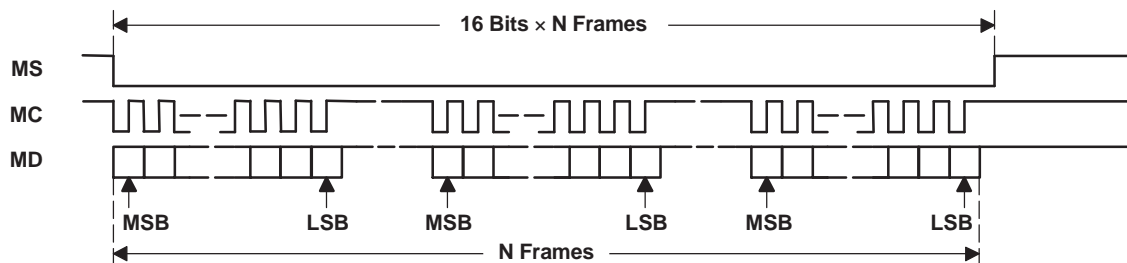 16 Bits × N Frames
MS
MC
MD
MSB LSB MSB LSB MSB LSB
N Frames